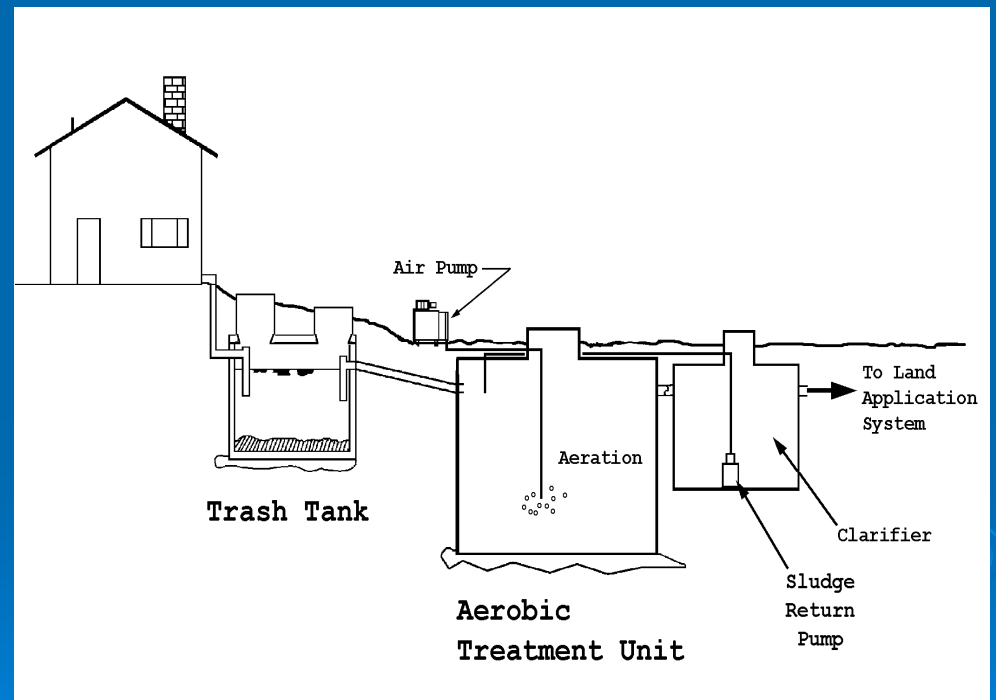 Air Pump
To Land
Application
System
Aeration
Trash Tank
Clarifier
Sludge
Return
Pump
Aerobic
Treatment Unit